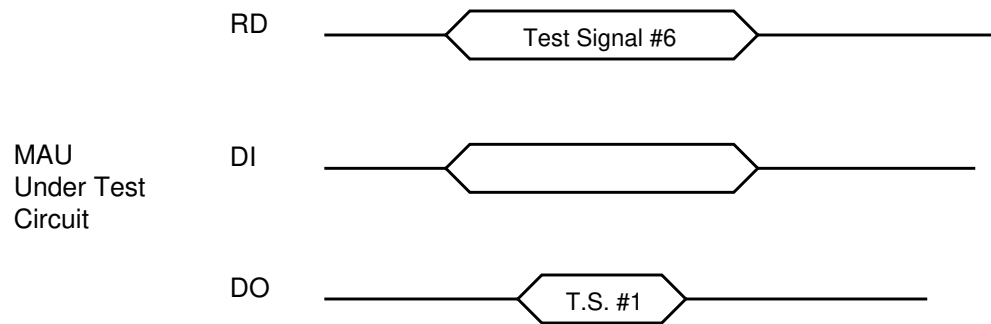 RD
Test Signal #6
MAU
Under Test
Circuit
DI
DO
T.S. #1